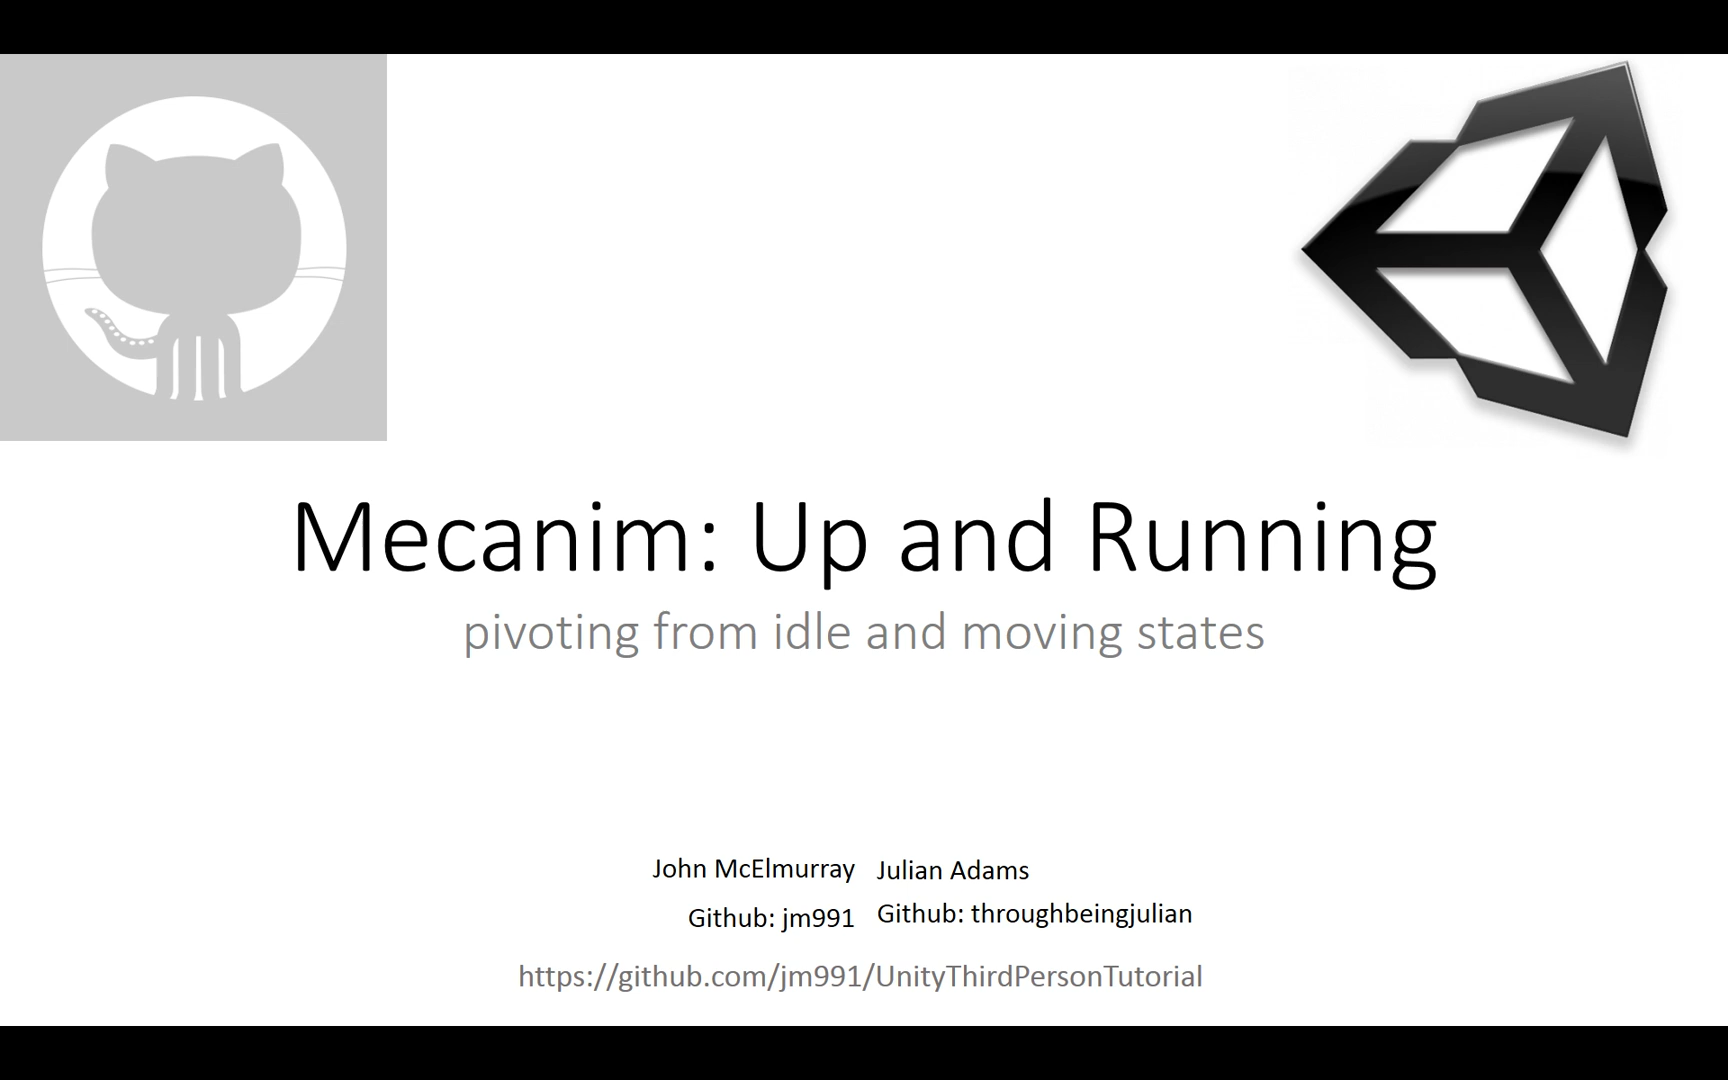 Mecanim: Up and Running
pivoting from idle and moving states
John McElmurray
Github: jm991
Julian Adams
Github: throughbeingjulian
https://github.com/jm991/UnityThirdPersonTutorial